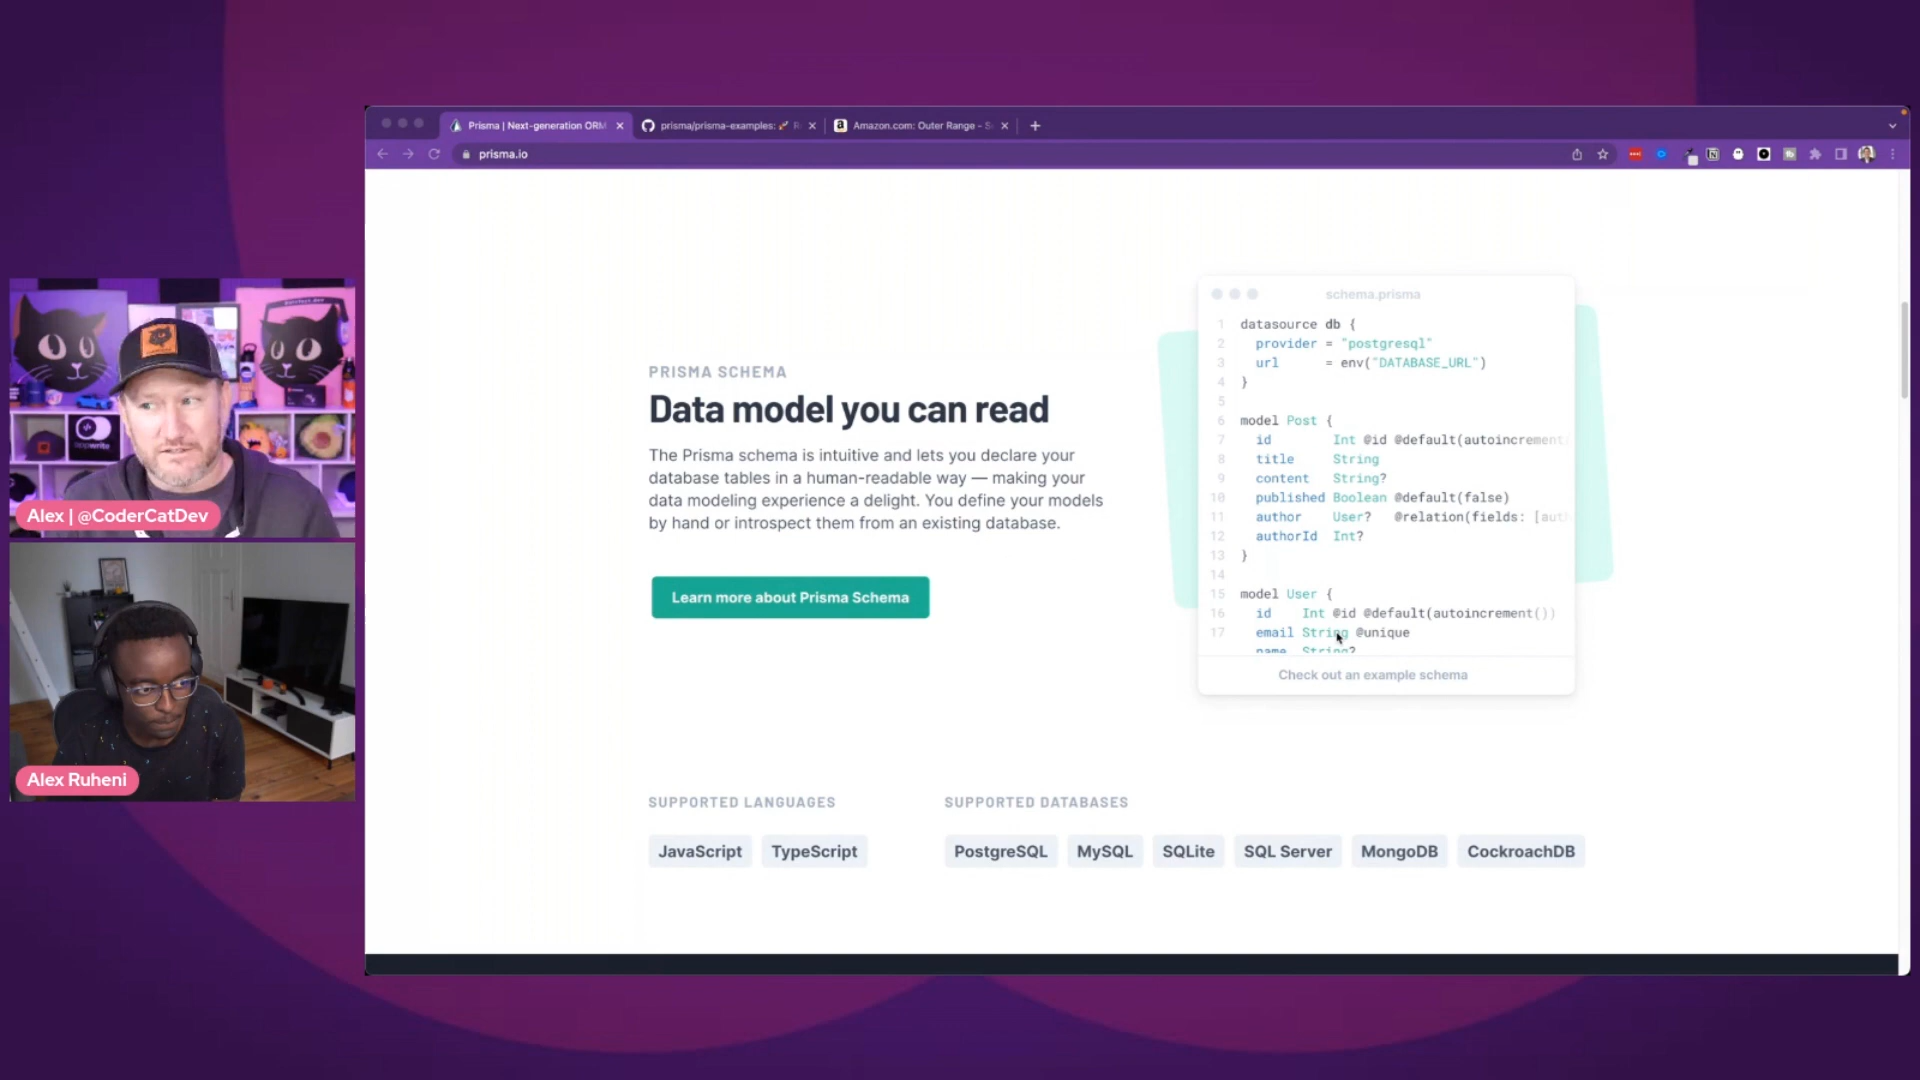 Prisma | Next-generation ORM
prisma/prisma-examples:
Amazon.com: Outer Range - S
prisma.io
PRISMA SCHEMA
Data model you can read
The Prisma schema is intuitive and lets you declare your
database tables in a human-readable way — making your
data modeling experience a delight. You define your models
by hand or introspect them from an existing database.
Learn more about Prisma Schema
schema.prisma
1 datasource db {
2 provider = "postgresql"
3 url = env("DATABASE_URL")
4 }
5
6 model Post {
7 id Int @id @default(autoincrement(
8 title String
9 content String?
10 published Boolean @default(false)
11 author User? @relation(fields: [aut
12 authorId Int?
13 }
14
15 model User {
16 id Int @id @default(autoincrement())
17 email String @unique
name String?
Check out an example schema
SUPPORTED LANGUAGES
JavaScript TypeScript
SUPPORTED DATABASES
PostgreSQL MySQL SQLite SQL Server MongoDB CockroachDB
appwrite
Alex | @CoderCatDev
Alex Ruheni